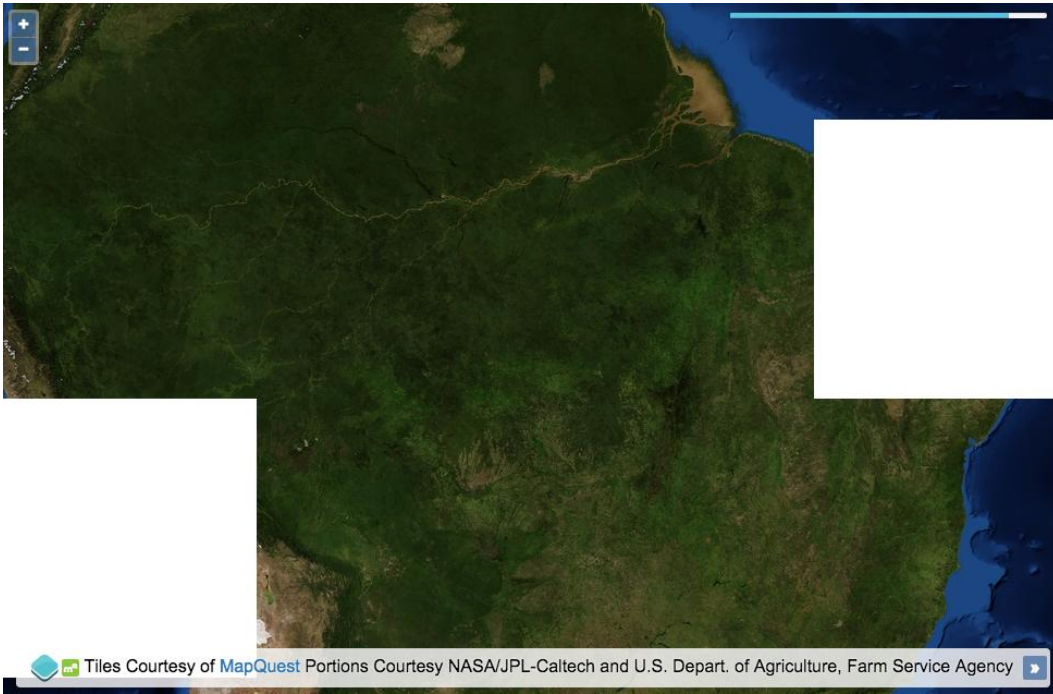 +
−
Tiles Courtesy of MapQuest Portions Courtesy NASA/JPL-Caltech and U.S. Depart. of Agriculture, Farm Service Agency »